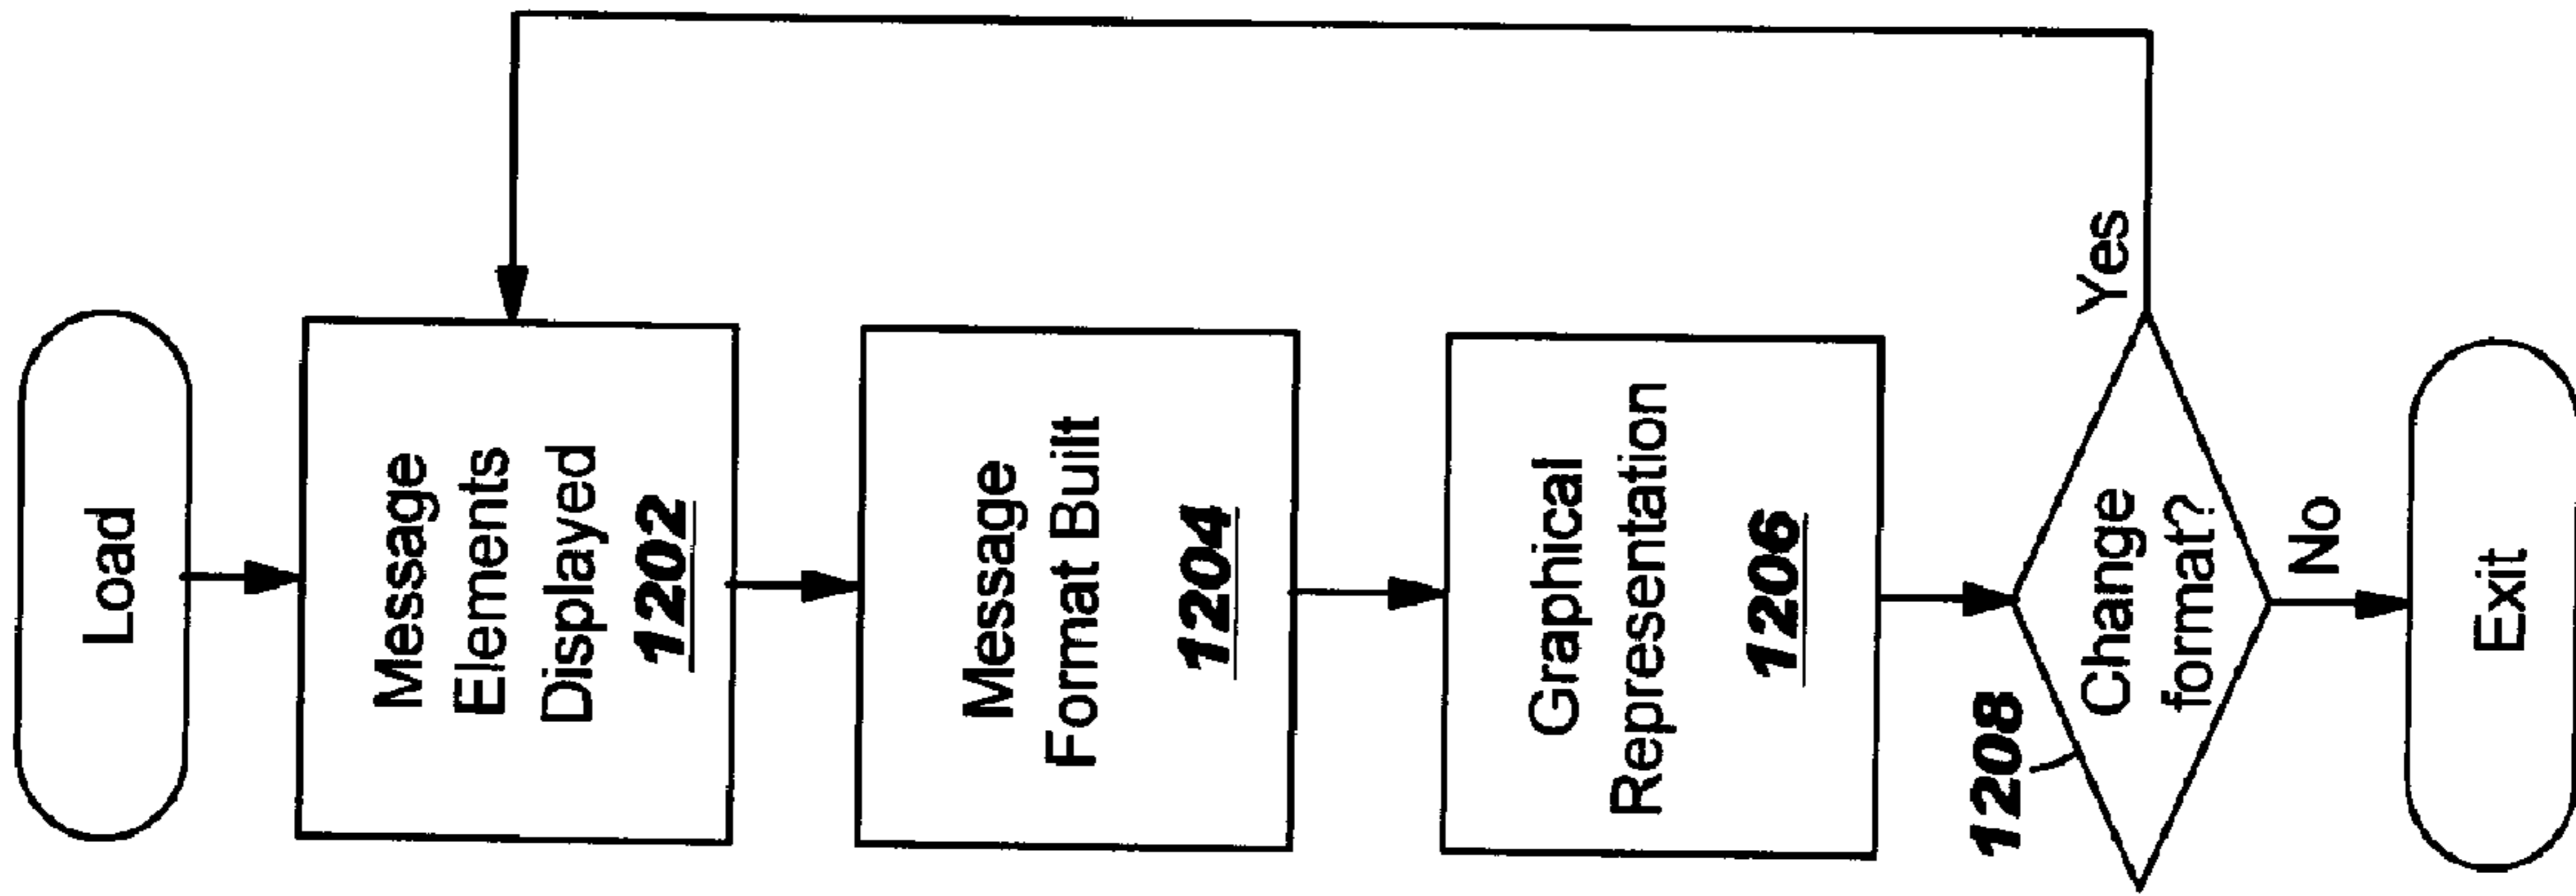 Load
Message
Elements
Displayed
1202
Message
Format Built
1204
Graphical
Representation
1206
1208
Change
format?
Yes
No
Exit